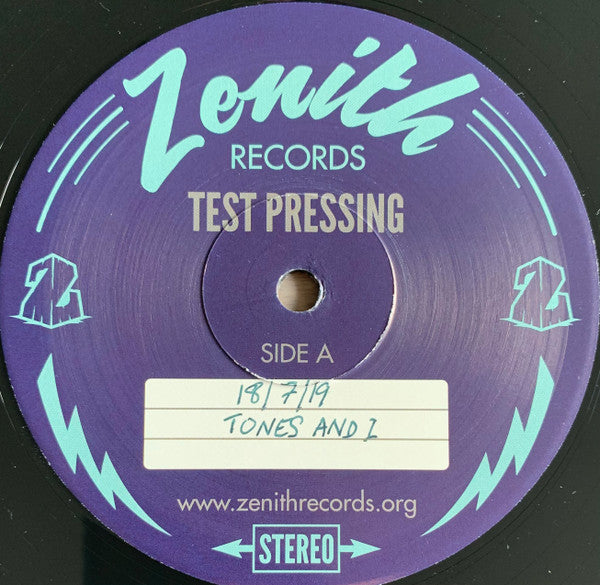 Zenith
RECORDS
TEST PRESSING
Z Z
SIDE A
18/7/19
TONES AND I
www.zenithrecords.org
STEREO